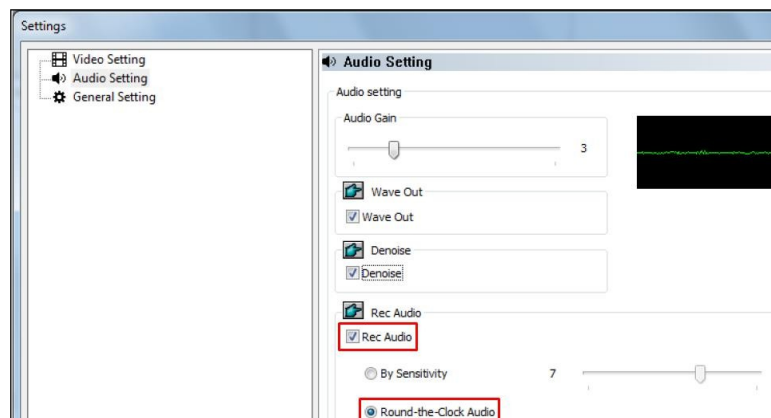 Settings
Video Setting
Audio Setting
General Setting
Audio Setting
Audio setting
Audio Gain
3
Wave Out
Wave Out
Denoise
Denoise
Rec Audio
Rec Audio
By Sensitivity 7
Round-the-Clock Audio